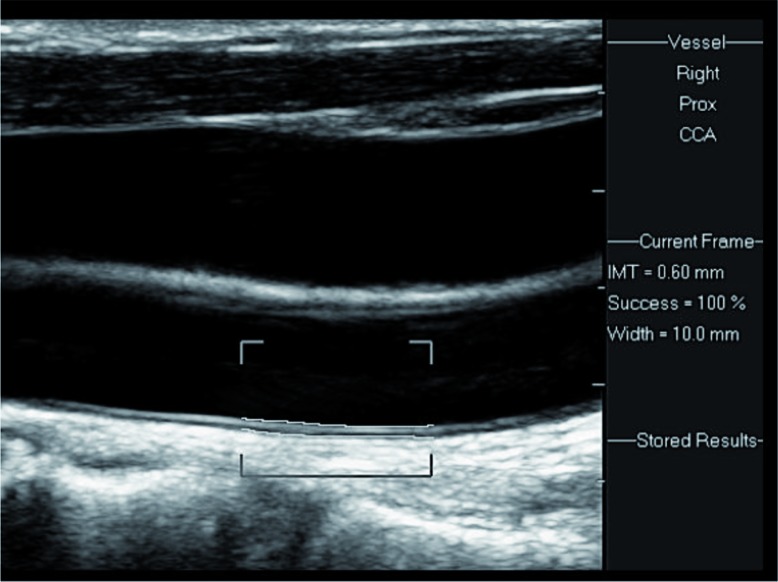 Vessel
Right
Prox
CCA
Current Frame
IMT = 0.60 mm
Success = 100 %
Width = 10.0 mm
Stored Results